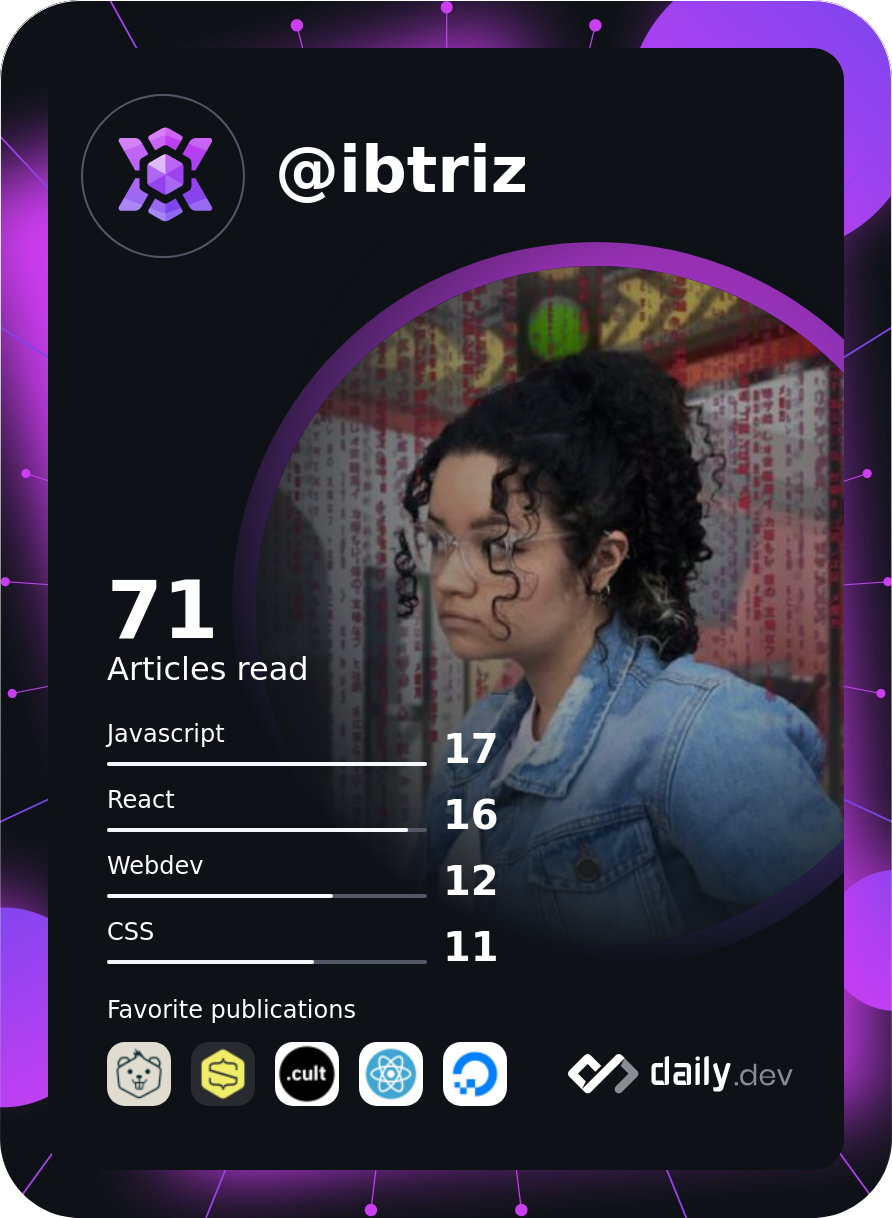 @ibtriz
71
Articles read
Javascript
17
React
16
Webdev
12
CSS
11
Favorite publications
.cult
daily.dev